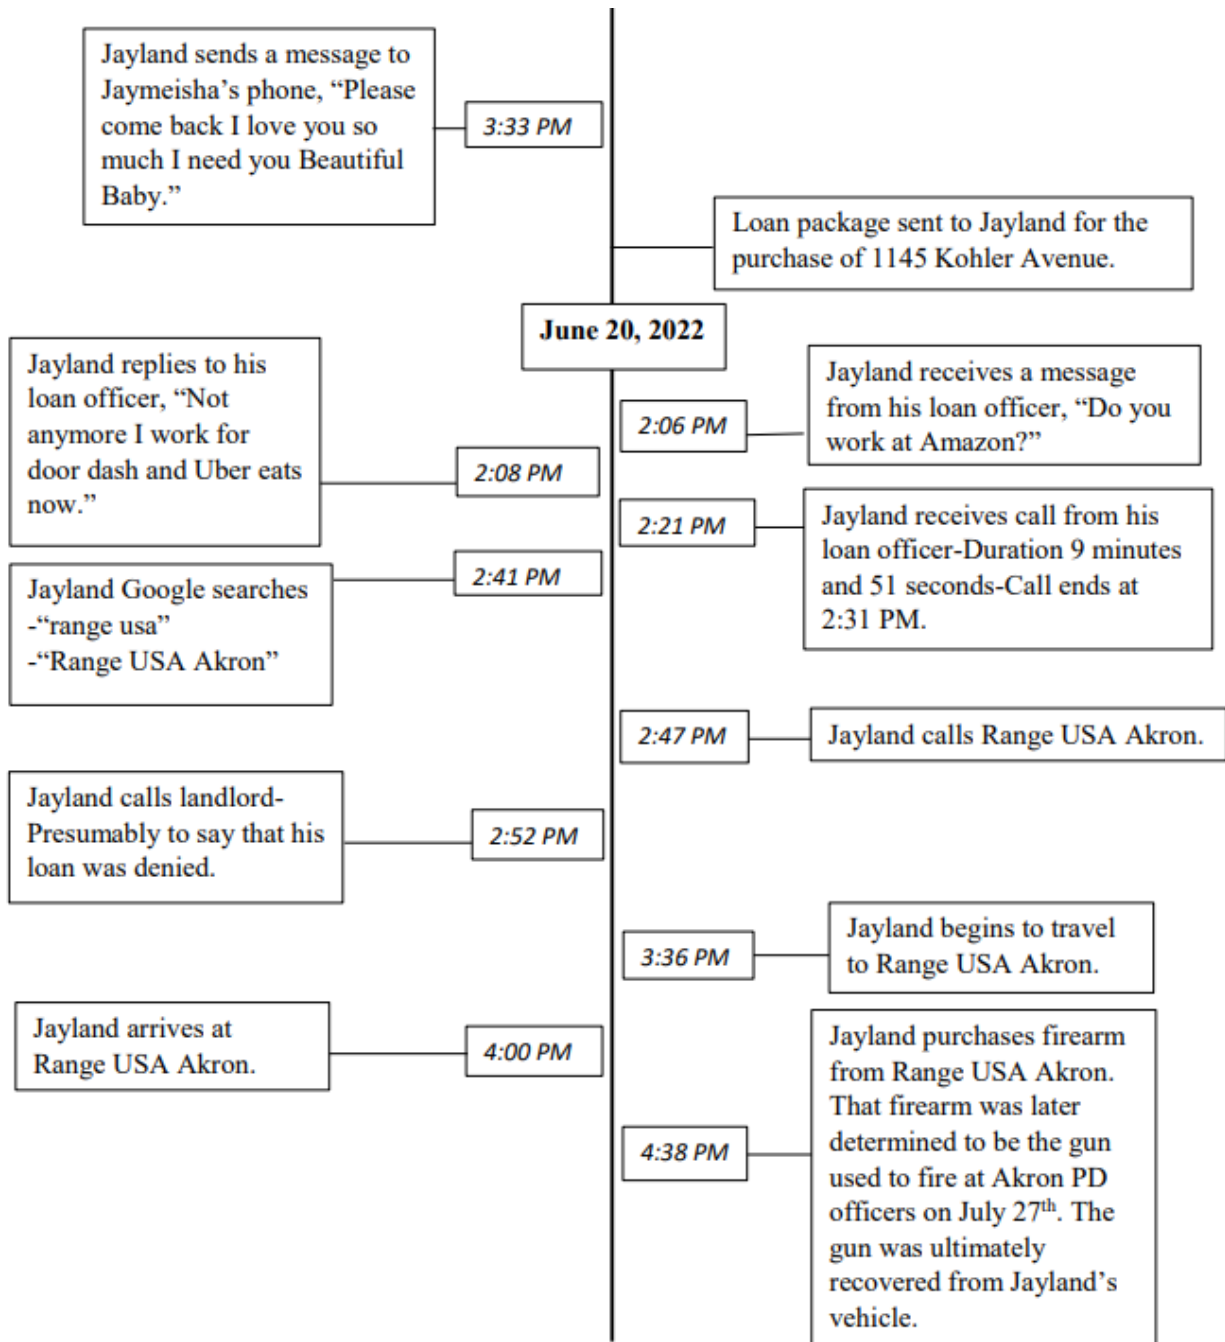 Jayland sends a message to
Jaymeisha’s phone, “Please
come back I love you so
much I need you Beautiful
Baby.”
3:33 PM
Loan package sent to Jayland for the
purchase of 1145 Kohler Avenue.
June 20, 2022
Jayland receives a message
from his loan officer, “Do you
work at Amazon?”
2:06 PM
Jayland replies to his
loan officer, “Not
anymore I work for
door dash and Uber eats
now.”
2:08 PM
2:21 PM
Jayland receives call from his
loan officer-Duration 9 minutes
and 51 seconds-Call ends at
2:31 PM.
Jayland Google searches
-“range usa”
-“Range USA Akron”
2:41 PM
2:47 PM
Jayland calls Range USA Akron.
Jayland calls landlord-
Presumably to say that his
loan was denied.
2:52 PM
3:36 PM
Jayland begins to travel
to Range USA Akron.
Jayland arrives at
Range USA Akron.
4:00 PM
4:38 PM
Jayland purchases firearm
from Range USA Akron.
That firearm was later
determined to be the gun
used to fire at Akron PD
officers on July 27th. The
gun was ultimately
recovered from Jayland’s
vehicle.